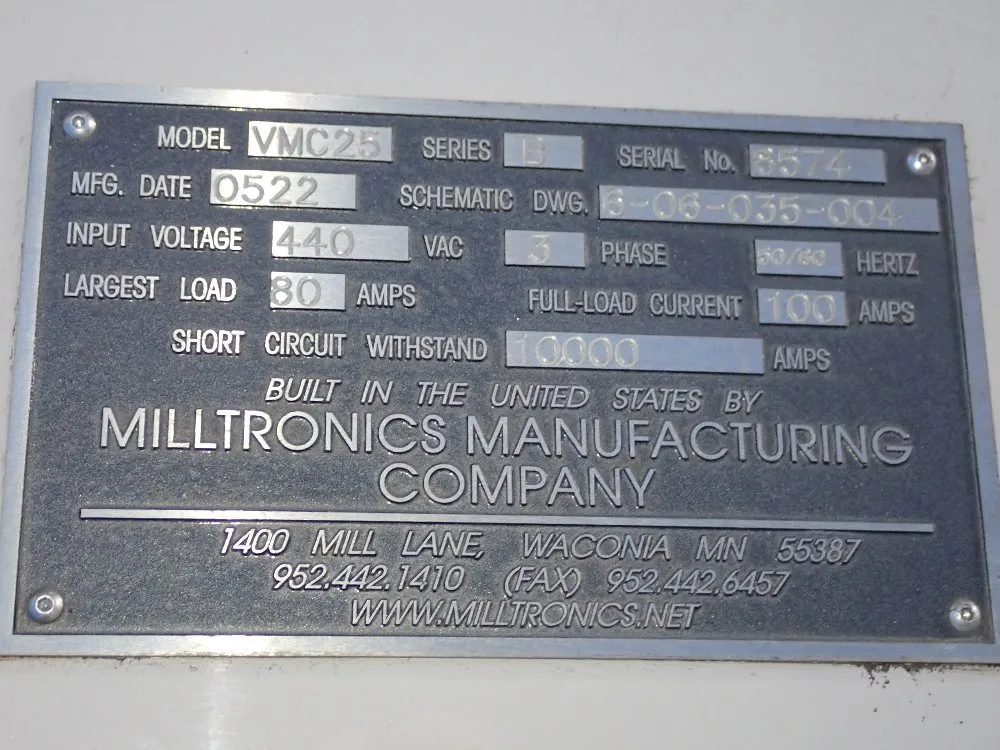 MODEL VMC25 SERIES B SERIAL No. 8574
MFG. DATE 0522 SCHEMATIC DWG. 6-06-035-004
INPUT VOLTAGE 440 VAC 3 PHASE 50/60 HERTZ
LARGEST LOAD 80 AMPS FULL-LOAD CURRENT 100 AMPS
SHORT CIRCUIT WITHSTAND 10000 AMPS
BUILT IN THE UNITED STATES BY
MILLTRONICS MANUFACTURING
COMPANY
1400 MILL LANE, WACONIA MN 55387
952.442.1410 (FAX) 952.442.6457
WWW.MILLTRONICS.NET